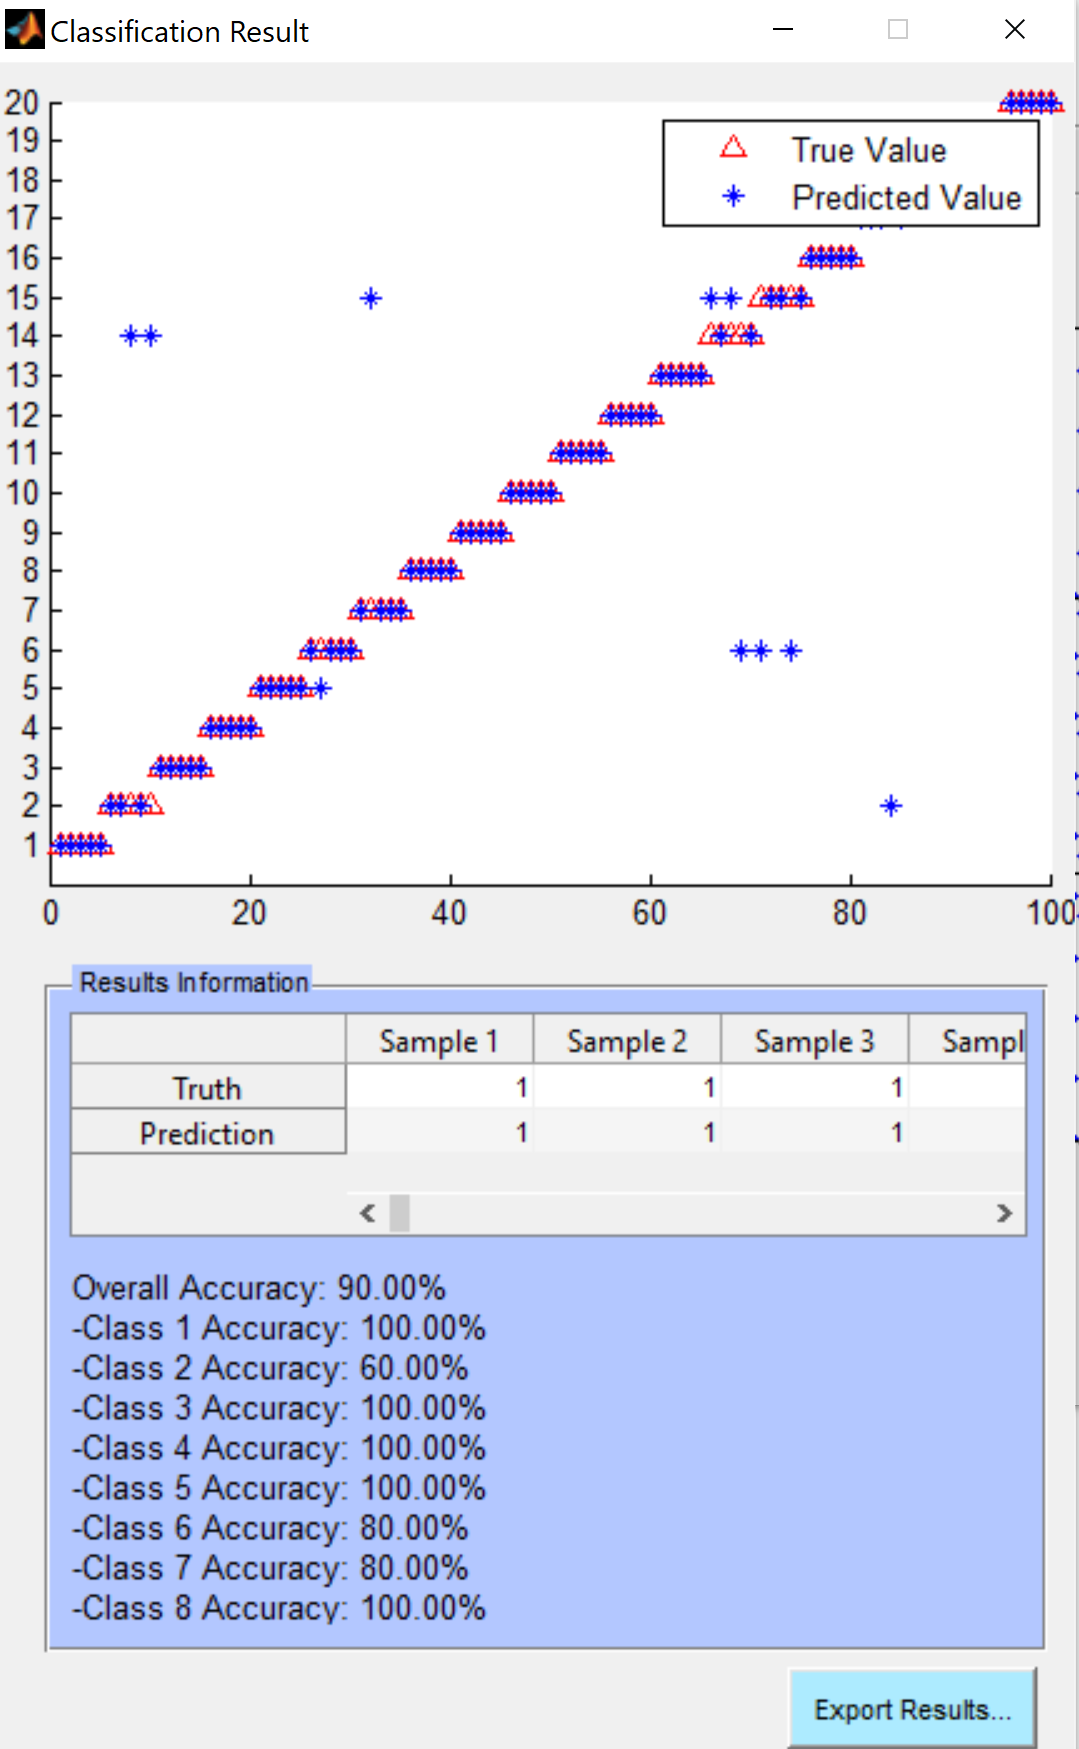 Classification Result
20
19
18
17
16
15
14
13
12
11
10
9
8
7
6
5
4
3
2
1
True Value
Predicted Value
0 20 40 60 80 100
Results Information
Sample 1 Sample 2 Sample 3 Sampl
Truth 1 1 1
Prediction 1 1 1
Overall Accuracy: 90.00%
-Class 1 Accuracy: 100.00%
-Class 2 Accuracy: 60.00%
-Class 3 Accuracy: 100.00%
-Class 4 Accuracy: 100.00%
-Class 5 Accuracy: 100.00%
-Class 6 Accuracy: 80.00%
-Class 7 Accuracy: 80.00%
-Class 8 Accuracy: 100.00%
Export Results...